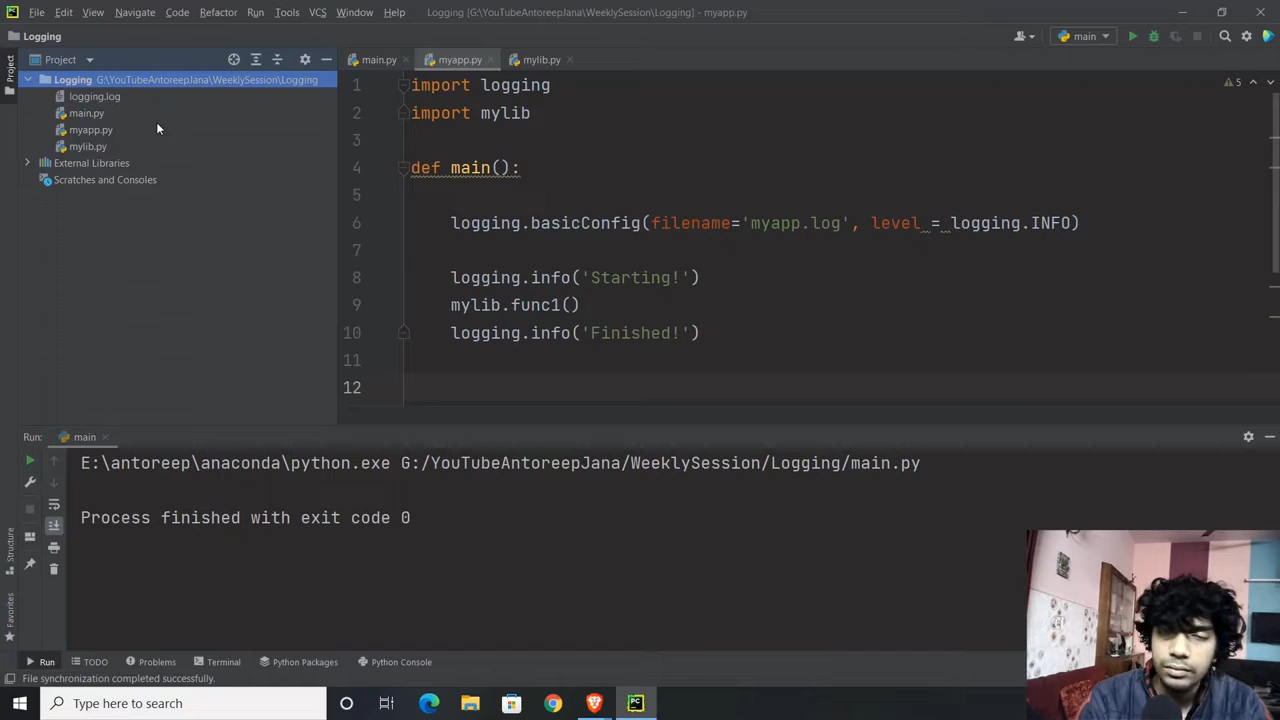 File Edit View Navigate Code Refactor Run Tools VCS Window Help Logging [G:\YouTubeAntoreepJana\WeeklySession\Logging] - myapp.py
Logging
main
Project
Project
main.py
myapp.py
mylib.py
Logging G:\YouTubeAntoreepJana\WeeklySession\Logging
logging.log
main.py
myapp.py
mylib.py
External Libraries
Scratches and Consoles
5
1 import logging
2 import mylib
3
4 def main():
5
6 logging.basicConfig(filename='myapp.log', level = logging.INFO)
7
8 logging.info('Starting!')
9 mylib.func1()
10 logging.info('Finished!')
11
12
Run: main
E:\antoreep\anaconda\python.exe G:/YouTubeAntoreepJana/WeeklySession/Logging/main.py
Process finished with exit code 0
Structure
Favorites
Run TODO Problems Terminal Python Packages Python Console
File synchronization completed successfully.
Type here to search
PC